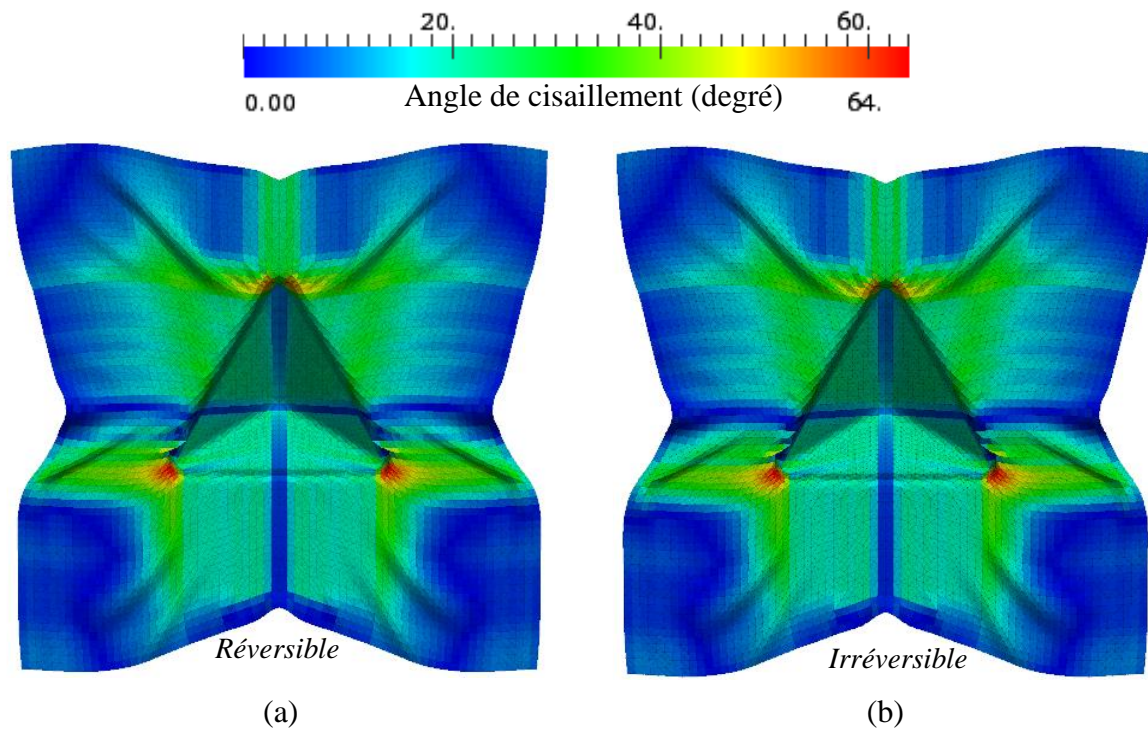 20. 40. 60.
0.00 Angle de cisaillement (degré) 64.
Réversible Irréversible
(a) (b)